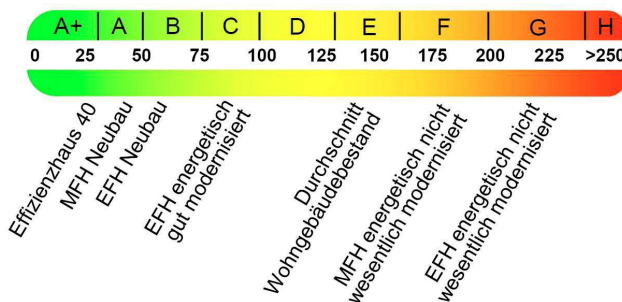 A+ A B C D E F G H
0 25 50 75 100 125 150 175 200 225 >250
Effizienzhaus 40
MFH Neubau
EFH Neubau
EFH energetisch
gut modernisiert
Durchschnitt
Wohngebäudebestand
MFH energetisch nicht
wesentlich modernisiert
EFH energetisch nicht
wesentlich modernisiert